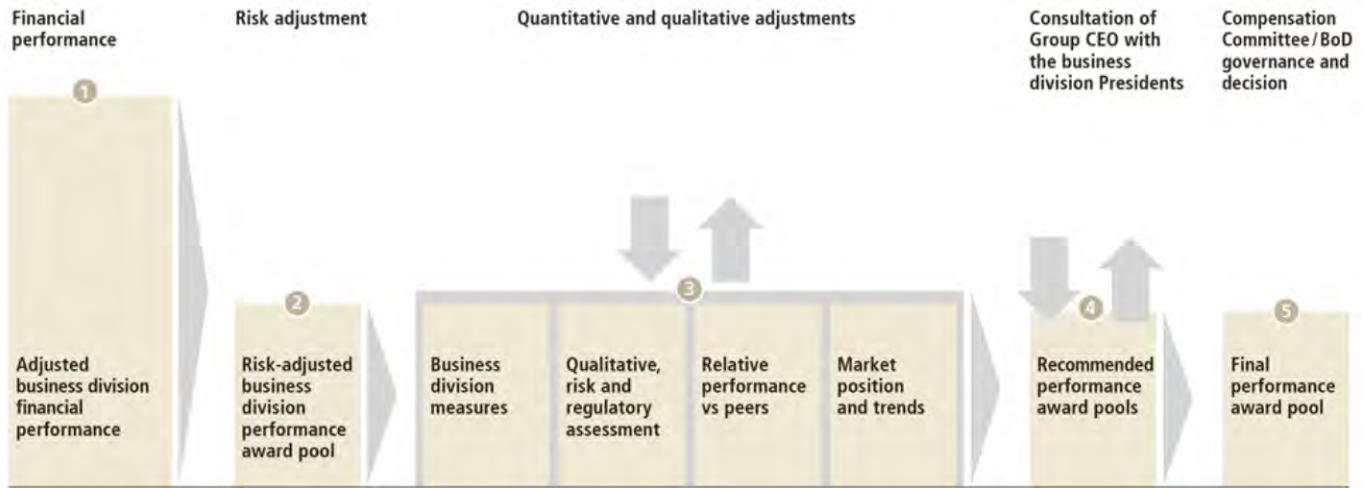 Financial
performance
Risk adjustment
Quantitative and qualitative adjustments
Consultation of
Group CEO with
the business
division Presidents
Compensation
Committee/BoD
governance and
decision
1
Adjusted
business division
financial
performance
2
Risk-adjusted
business
division
performance
award pool
3
Business
division
measures
Qualitative,
risk and
regulatory
assessment
Relative
performance
vs peers
Market
position
and trends
4
Recommended
performance
award pools
5
Final
performance
award pool